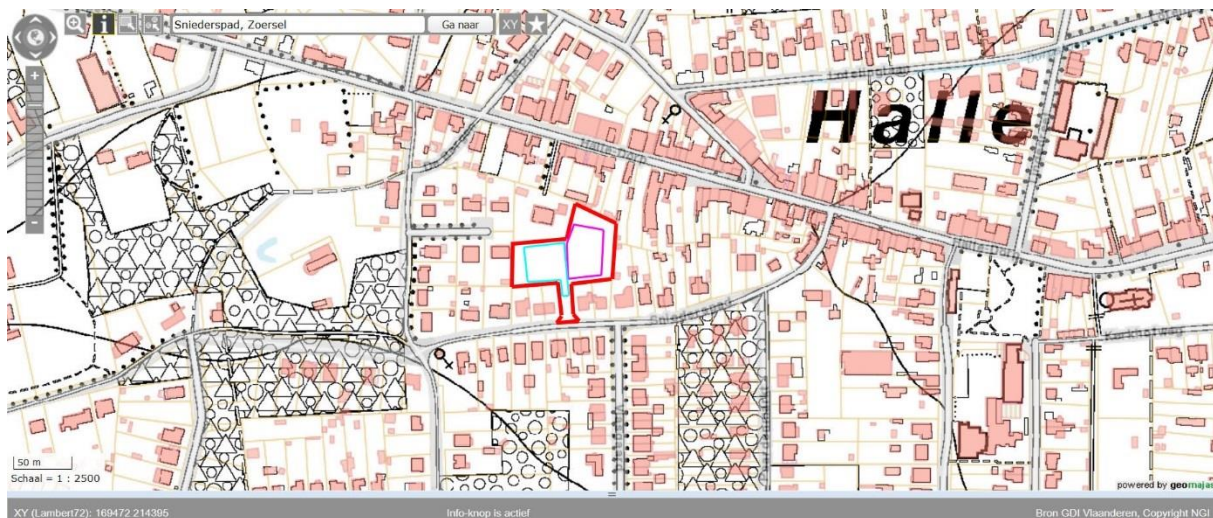 Sniederspad, Zoersel
Ga naar
XY
Halle
50 m
Schaal = 1 : 2500
powered by geomajas
XY (Lambert72): 169472 214395
Info-knop is actief
Bron GDI Vlaanderen, Copyright NGI